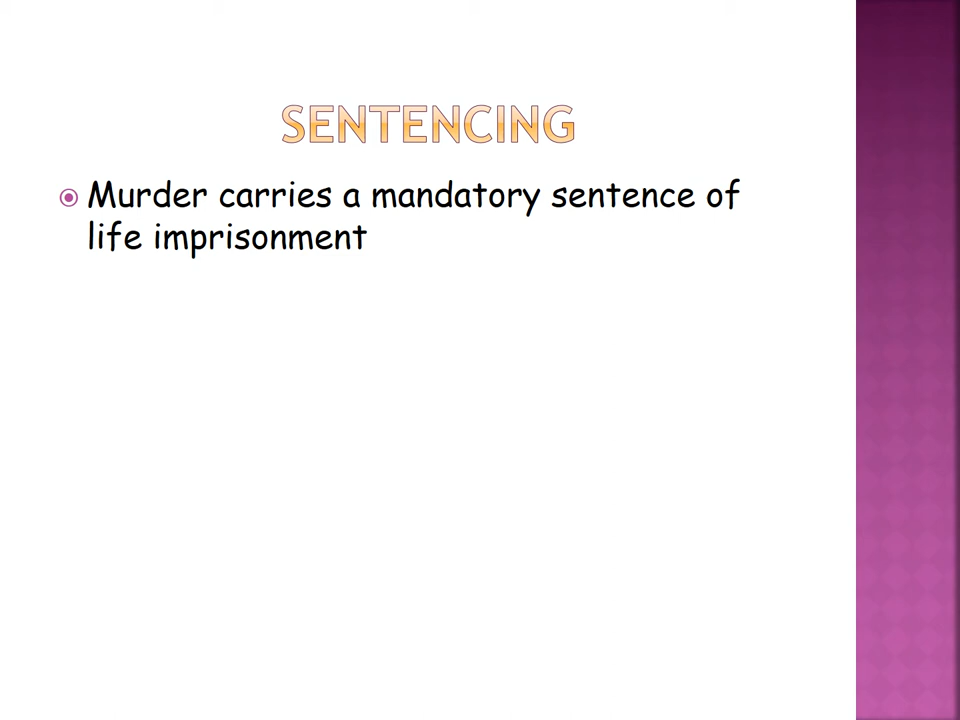 SENTENCING
Murder carries a mandatory sentence of
life imprisonment